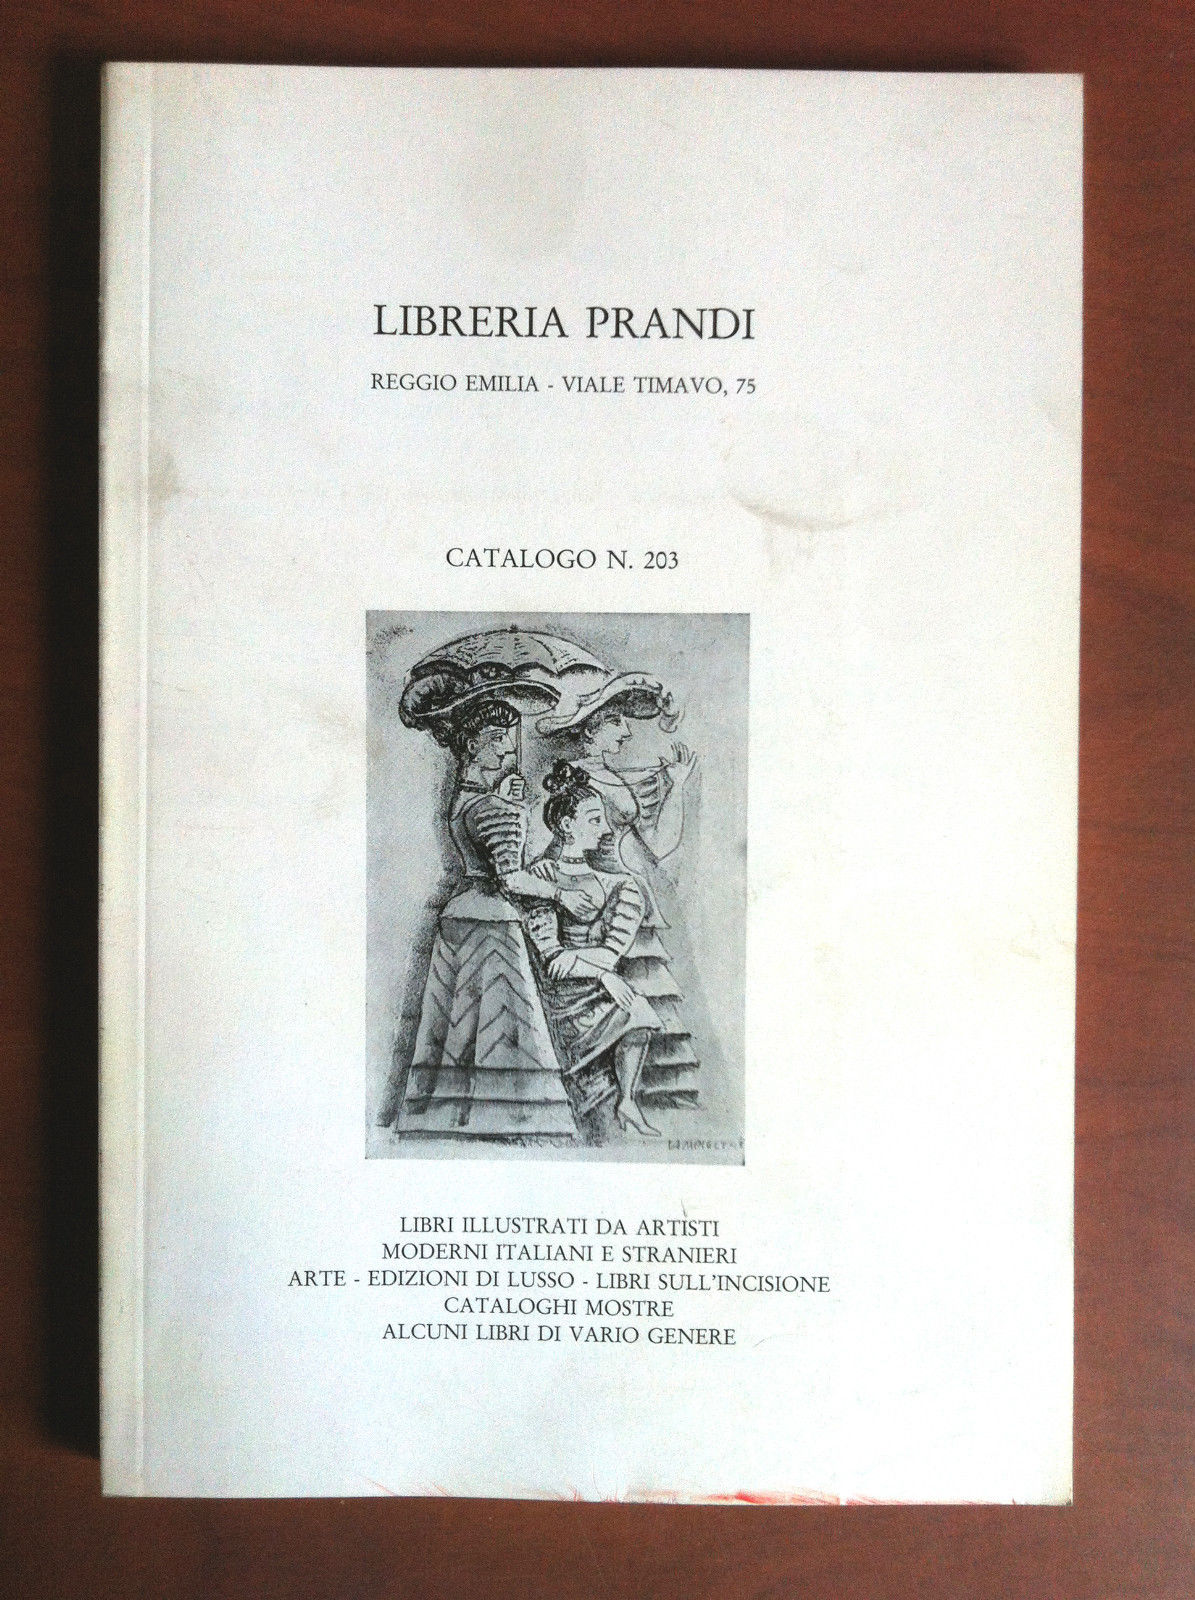 LIBRERIA PRANDI
REGGIO EMILIA - VIALE TIMAVO, 75
CATALOGO N. 203
LIBRI ILLUSTRATI DA ARTISTI
MODERNI ITALIANI E STRANIERI
ARTE - EDIZIONI DI LUSSO - LIBRI SULL'INCISIONE
CATALOGHI MOSTRE
ALCUNI LIBRI DI VARIO GENERE